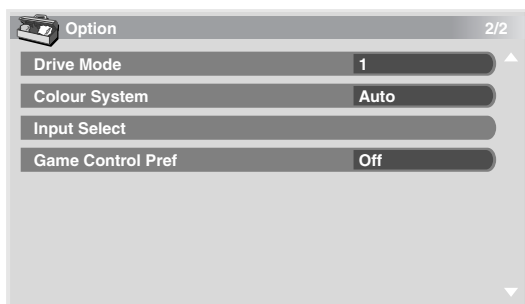 Option 2/2
Drive Mode 1
Colour System Auto
Input Select
Game Control Pref Off